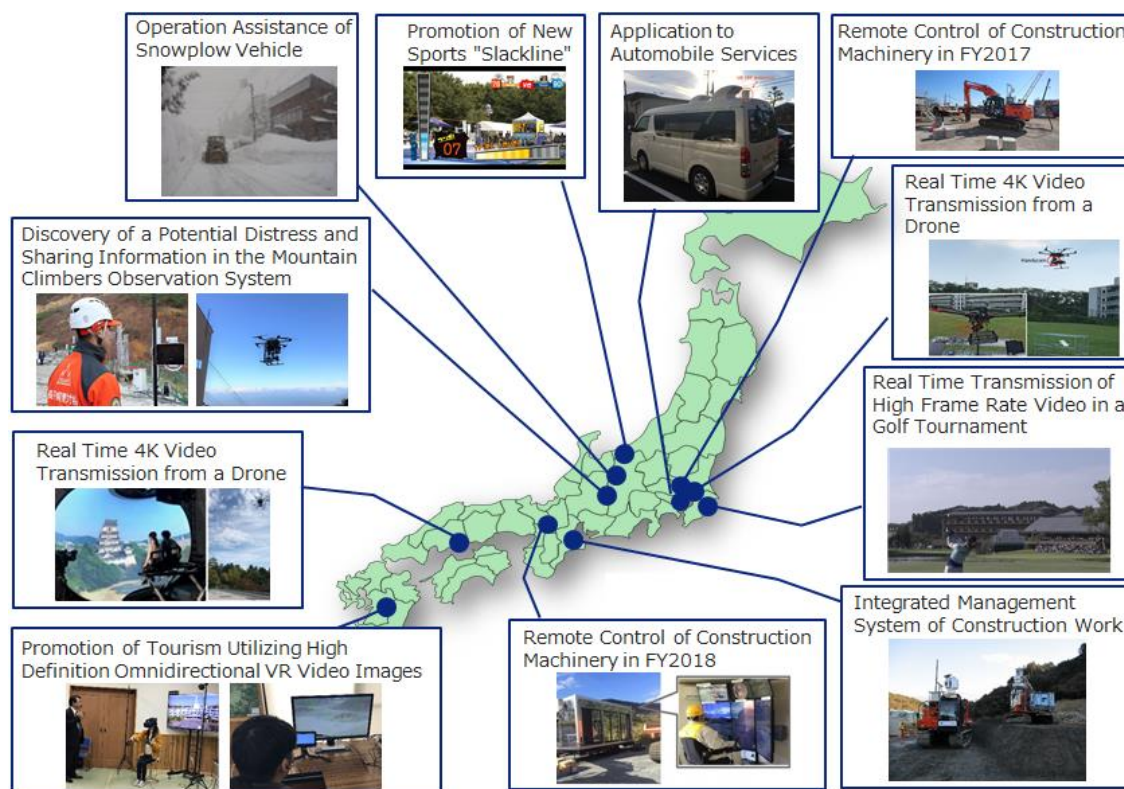 Operation Assistance of
Snowplow Vehicle
Promotion of New
Sports "Slackline"
07
Application to
Automobile Services
Remote Control of Construction
Machinery in FY2017
Discovery of a Potential Distress and
Sharing Information in the Mountain
Climbers Observation System
Real Time 4K Video
Transmission from a
Drone
Real Time 4K Video
Transmission from a Drone
Real Time Transmission of
High Frame Rate Video in a
Golf Tournament
Promotion of Tourism Utilizing High
Definition Omnidirectional VR Video Images
Remote Control of Construction
Machinery in FY2018
Integrated Management
System of Construction Work